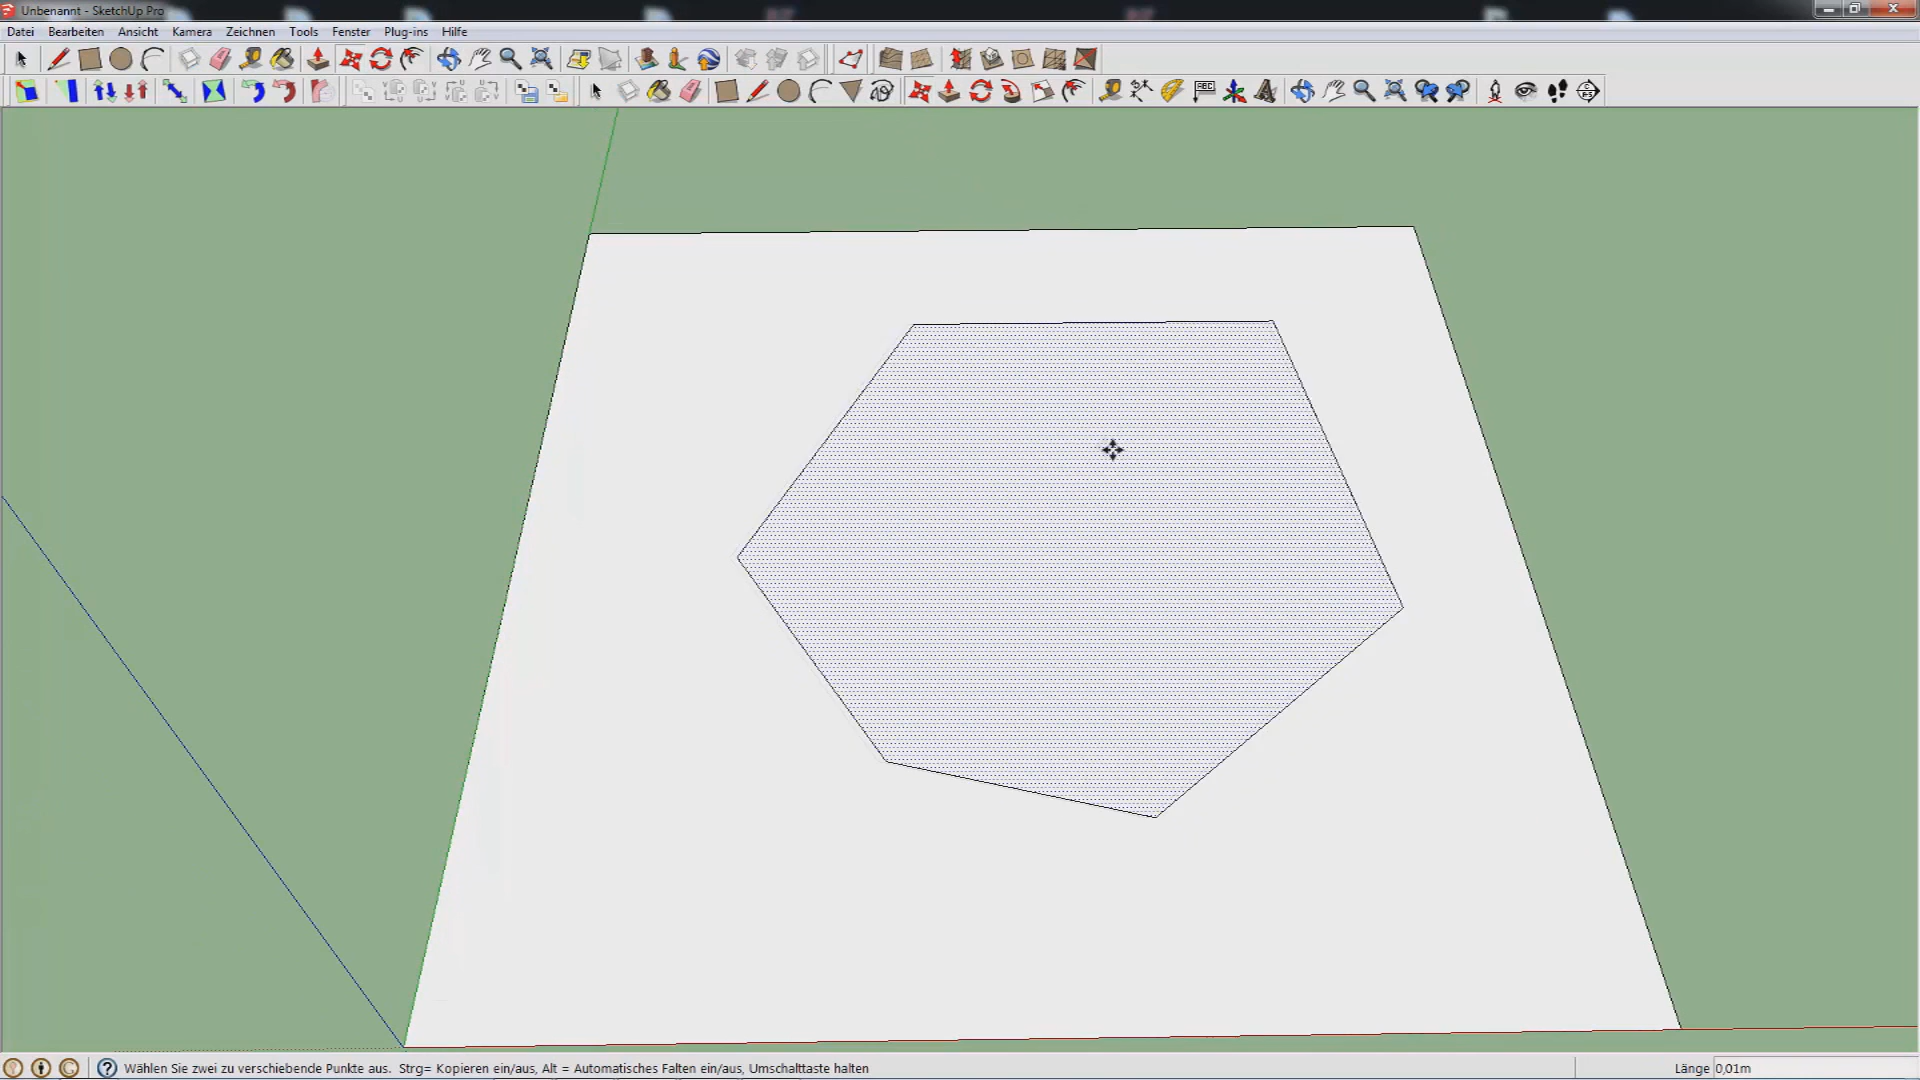 Unbenannt - SketchUp Pro
Datei Bearbeiten Ansicht Kamera Zeichnen Tools Fenster Plug-ins Hilfe
ABC
Wählen Sie zwei zu verschiebende Punkte aus. Strg= Kopieren ein/aus, Alt = Automatisches Falten ein/aus, Umschalttaste halten
Länge 0,01m